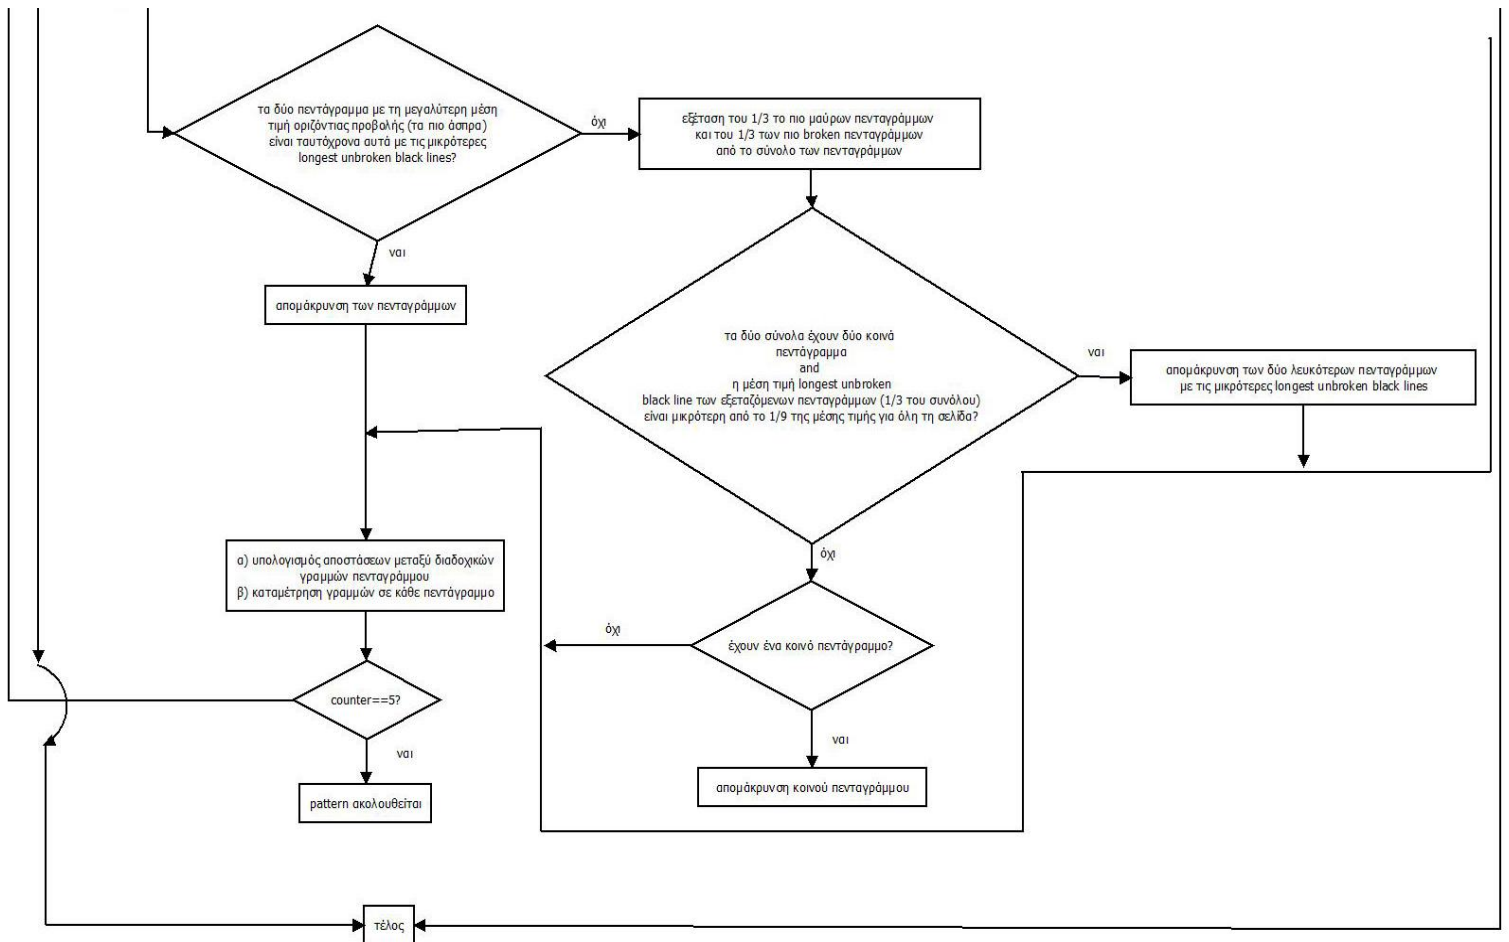 τα δύο πεντάγραμμα με τη μεγαλύτερη μέση
τιμή οριζόντιας προβολής (τα πιο άσπρα)
είναι ταυτόχρονα αυτά με τις μικρότερες
longest unbroken black lines?
όχι
εξέταση του 1/3 το πιο μαύρων πενταγράμμων
και του 1/3 των πιο broken πενταγράμμων
από το σύνολο των πενταγράμμων
ναι
απομάκρυνση των πενταγράμμων
τα δύο σύνολα έχουν δύο κοινά
πεντάγραμμα
and
η μέση τιμή longest unbroken
black line των εξεταζόμενων πενταγράμμων (1/3 του συνόλου)
είναι μικρότερη από το 1/9 της μέσης τιμής για όλη τη σελίδα?
ναι
απομάκρυνση των δύο λευκότερων πενταγράμμων
με τις μικρότερες longest unbroken black lines
όχι
α) υπολογισμός αποστάσεων μεταξύ διαδοχικών
γραμμών πενταγράμμου
β) καταμέτρηση γραμμών σε κάθε πεντάγραμμο
όχι
έχουν ένα κοινό πεντάγραμμο?
counter==5?
ναι
ναι
απομάκρυνση κοινού πενταγράμμου
pattern ακολουθείται
τέλος